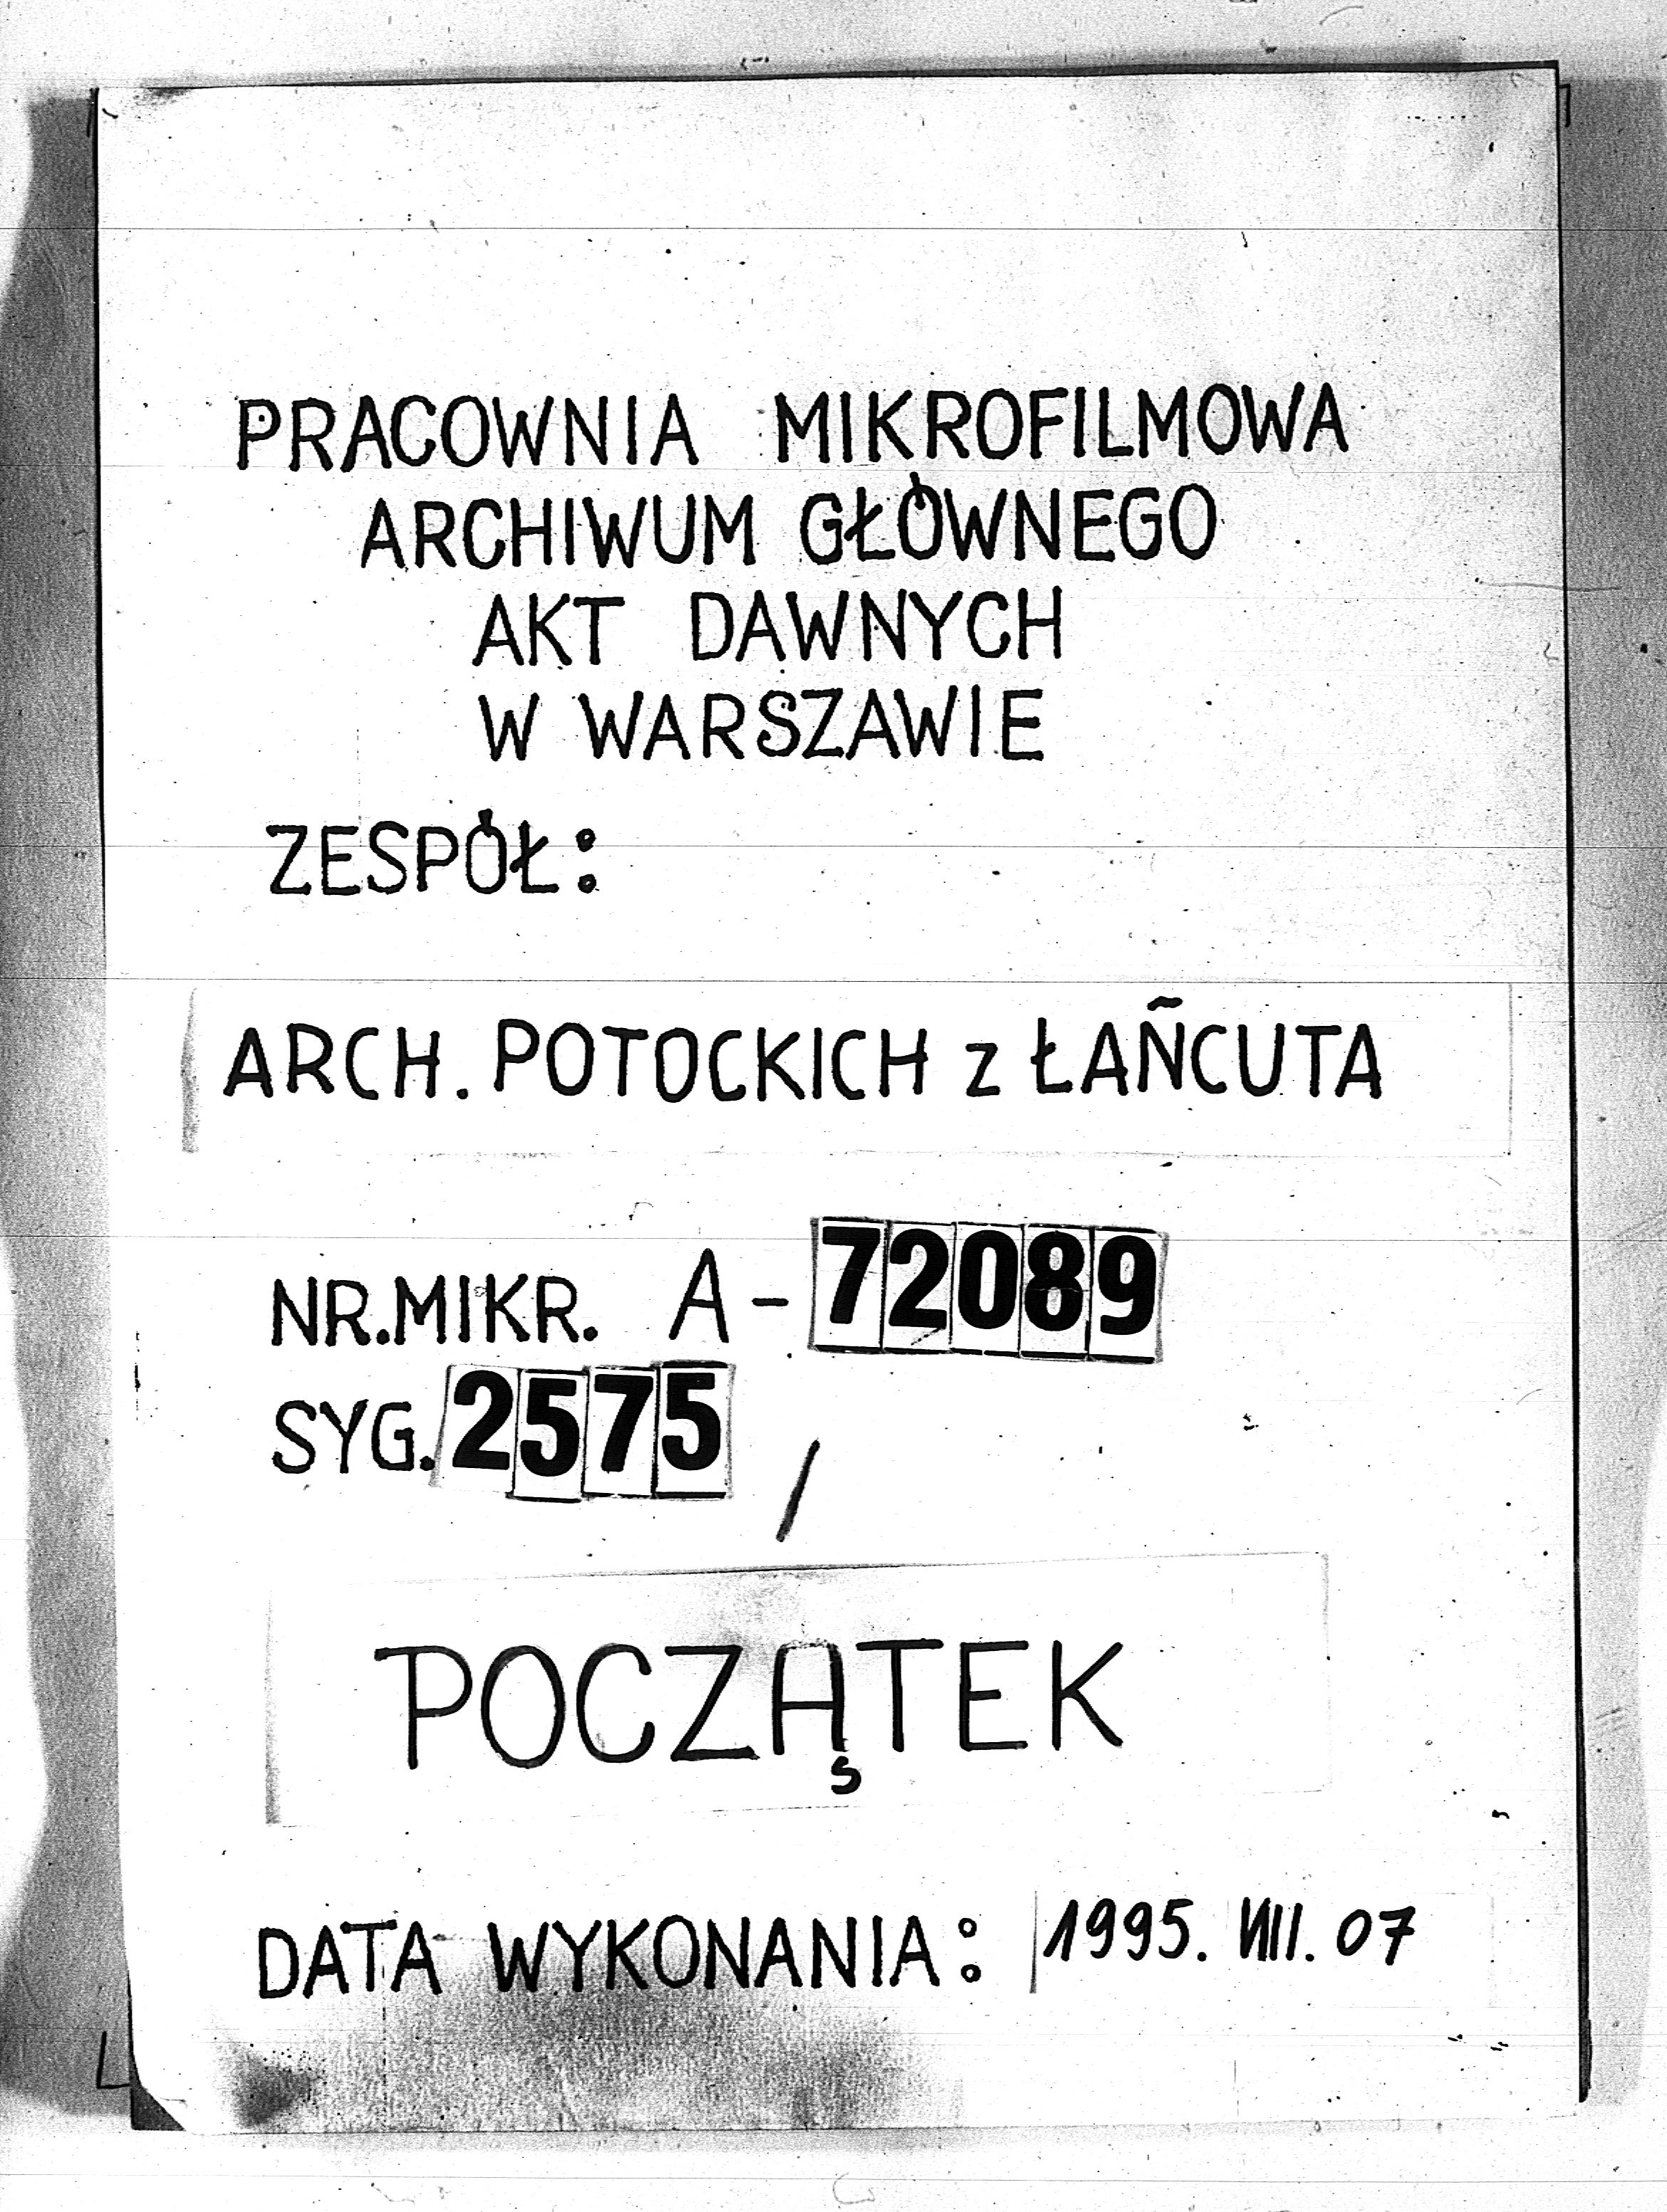 PRACOWNIA MIKROFILMOWA
ARCHIWUM GŁÓWNEGO
AKT DAWNYCH
W WARSZAWIE
ZESPÓŁ:
ARCH. POTOCKICH z ŁAŃCUTA
NR.MIKR. A-72089
SYG. 2575 /
POCZĄTEK
DATA WYKONANIA: 1995. VIII. 07